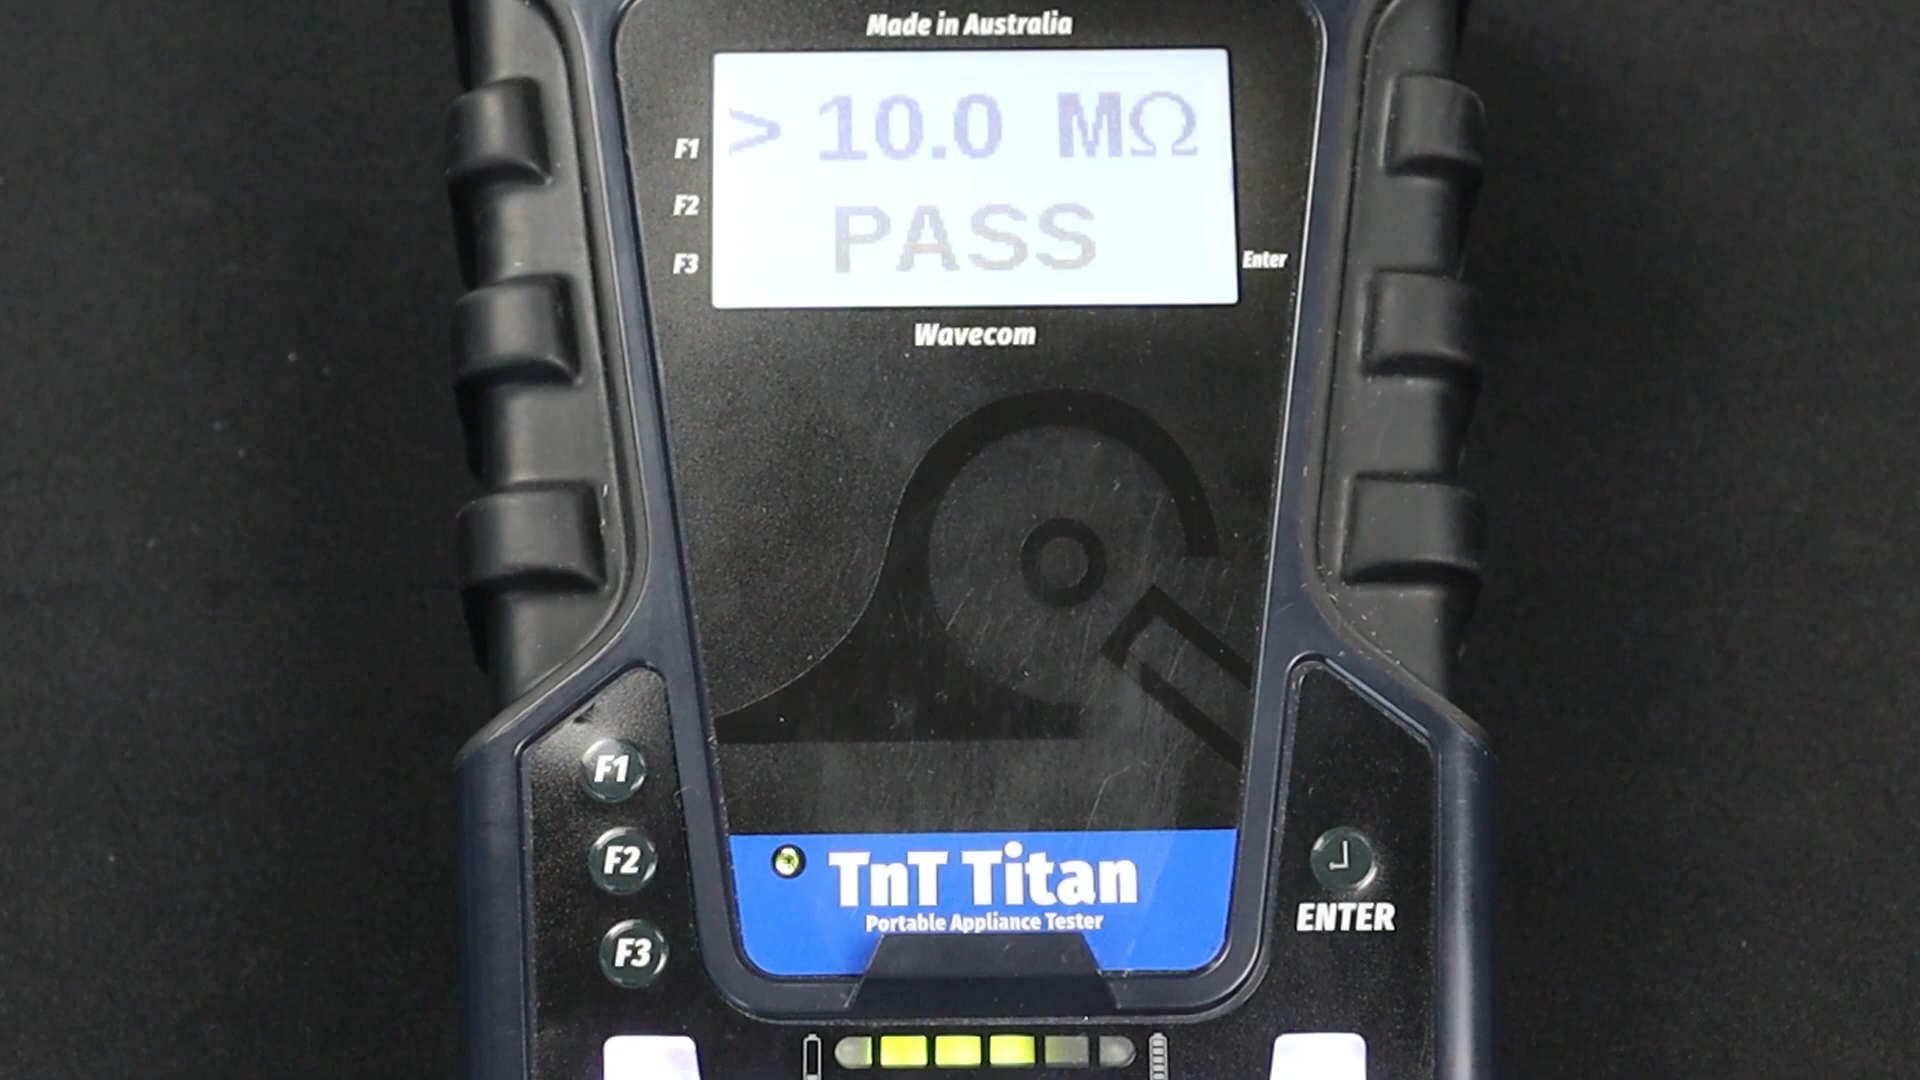 Made in Australia
> 10.0 MΩ
PASS
F1
F2
F3
Enter
Wavecom
F1
F2
F3
TnT Titan
Portable Appliance Tester
ENTER